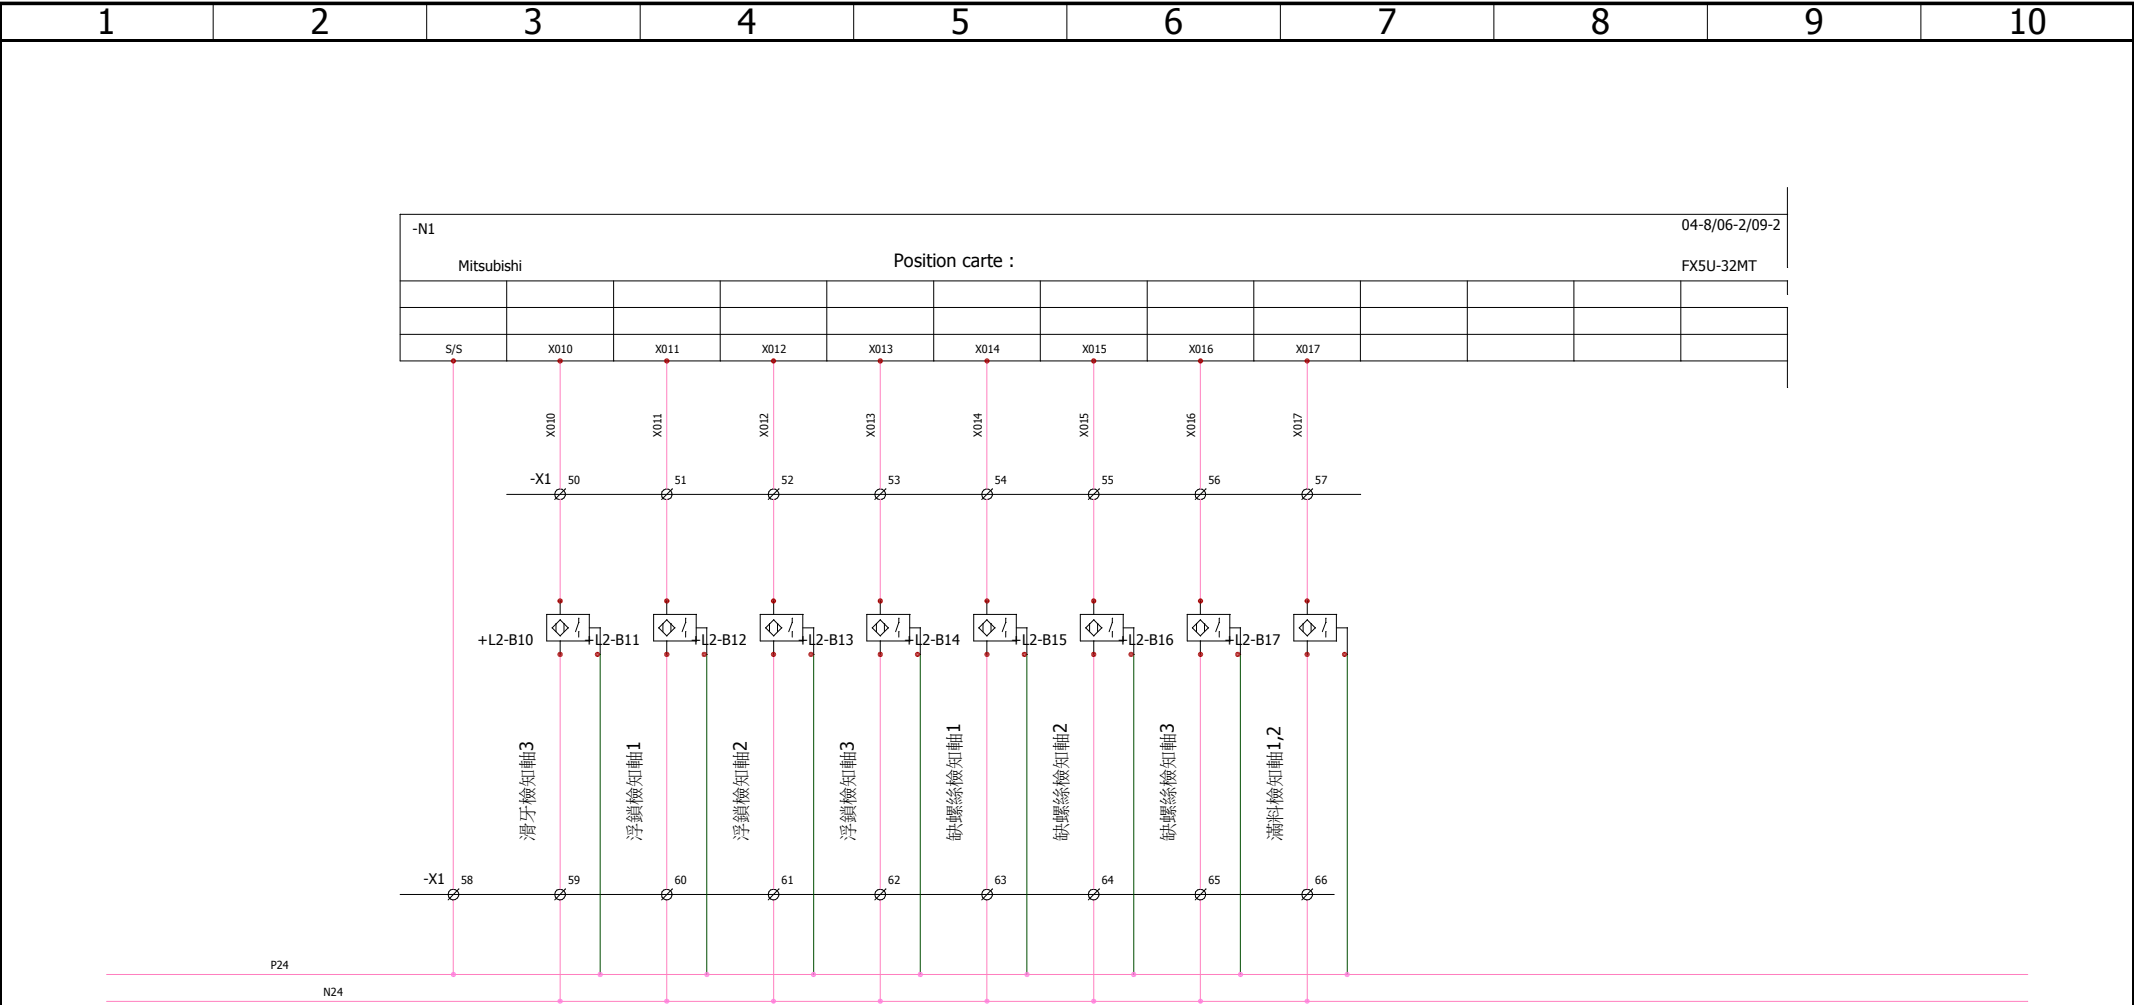 1 2 3 4 5 6 7 8 9 10
-N1 04-8/06-2/09-2
Mitsubishi Position carte : FX5U-32MT
S/S X010 X011 X012 X013 X014 X015 X016 X017
X010 X011 X012 X013 X014 X015 X016 X017
-X1 50 51 52 53 54 55 56 57
+L2-B10 +L2-B11 +L2-B12 +L2-B13 +L2-B14 +L2-B15 +L2-B16 +L2-B17
滑牙檢知軸3
浮鎖檢知軸1
浮鎖檢知軸2
浮鎖檢知軸3
缺螺絲檢知軸1
缺螺絲檢知軸2
缺螺絲檢知軸3
滿料檢知軸1,2
-X1 58 59 60 61 62 63 64 65 66
P24
N24